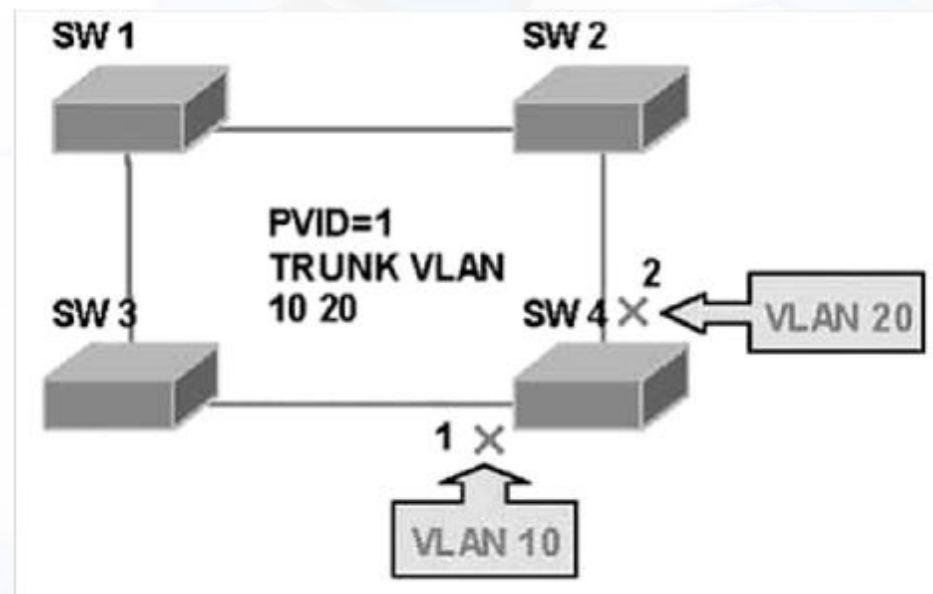 SW 1
SW 2
PVID=1
TRUNK VLAN
10 20
SW 3
SW 4
2
VLAN 20
1
VLAN 10